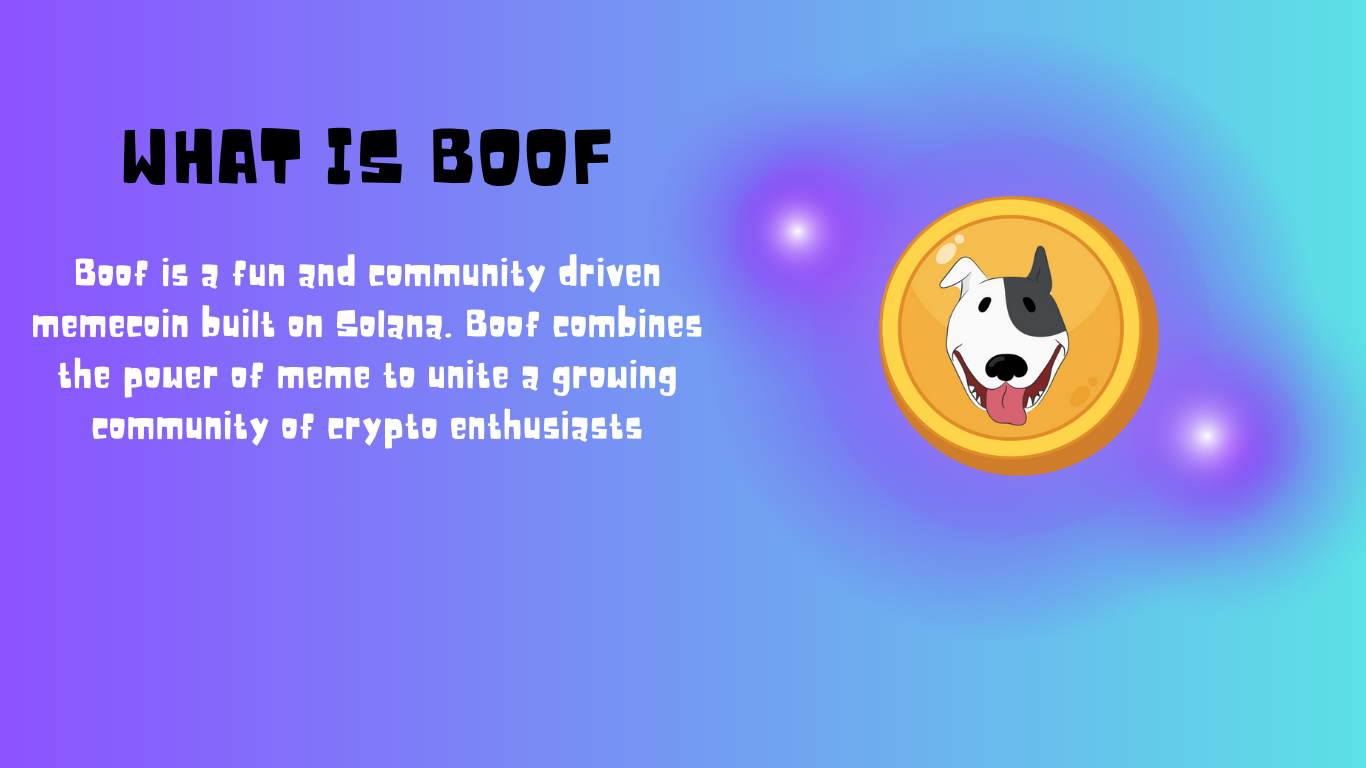 WHAT IS BOOF
Boof is a fun and community driven
memecoin built on Solana. Boof combines
the power of meme to unite a growing
community of crypto enthusiasts